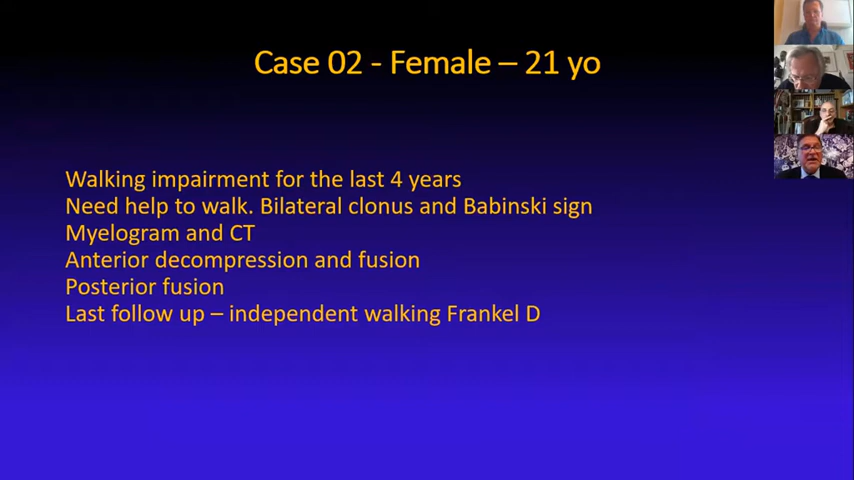 Case 02 - Female – 21 yo
Walking impairment for the last 4 years
Need help to walk. Bilateral clonus and Babinski sign
Myelogram and CT
Anterior decompression and fusion
Posterior fusion
Last follow up – independent walking Frankel D